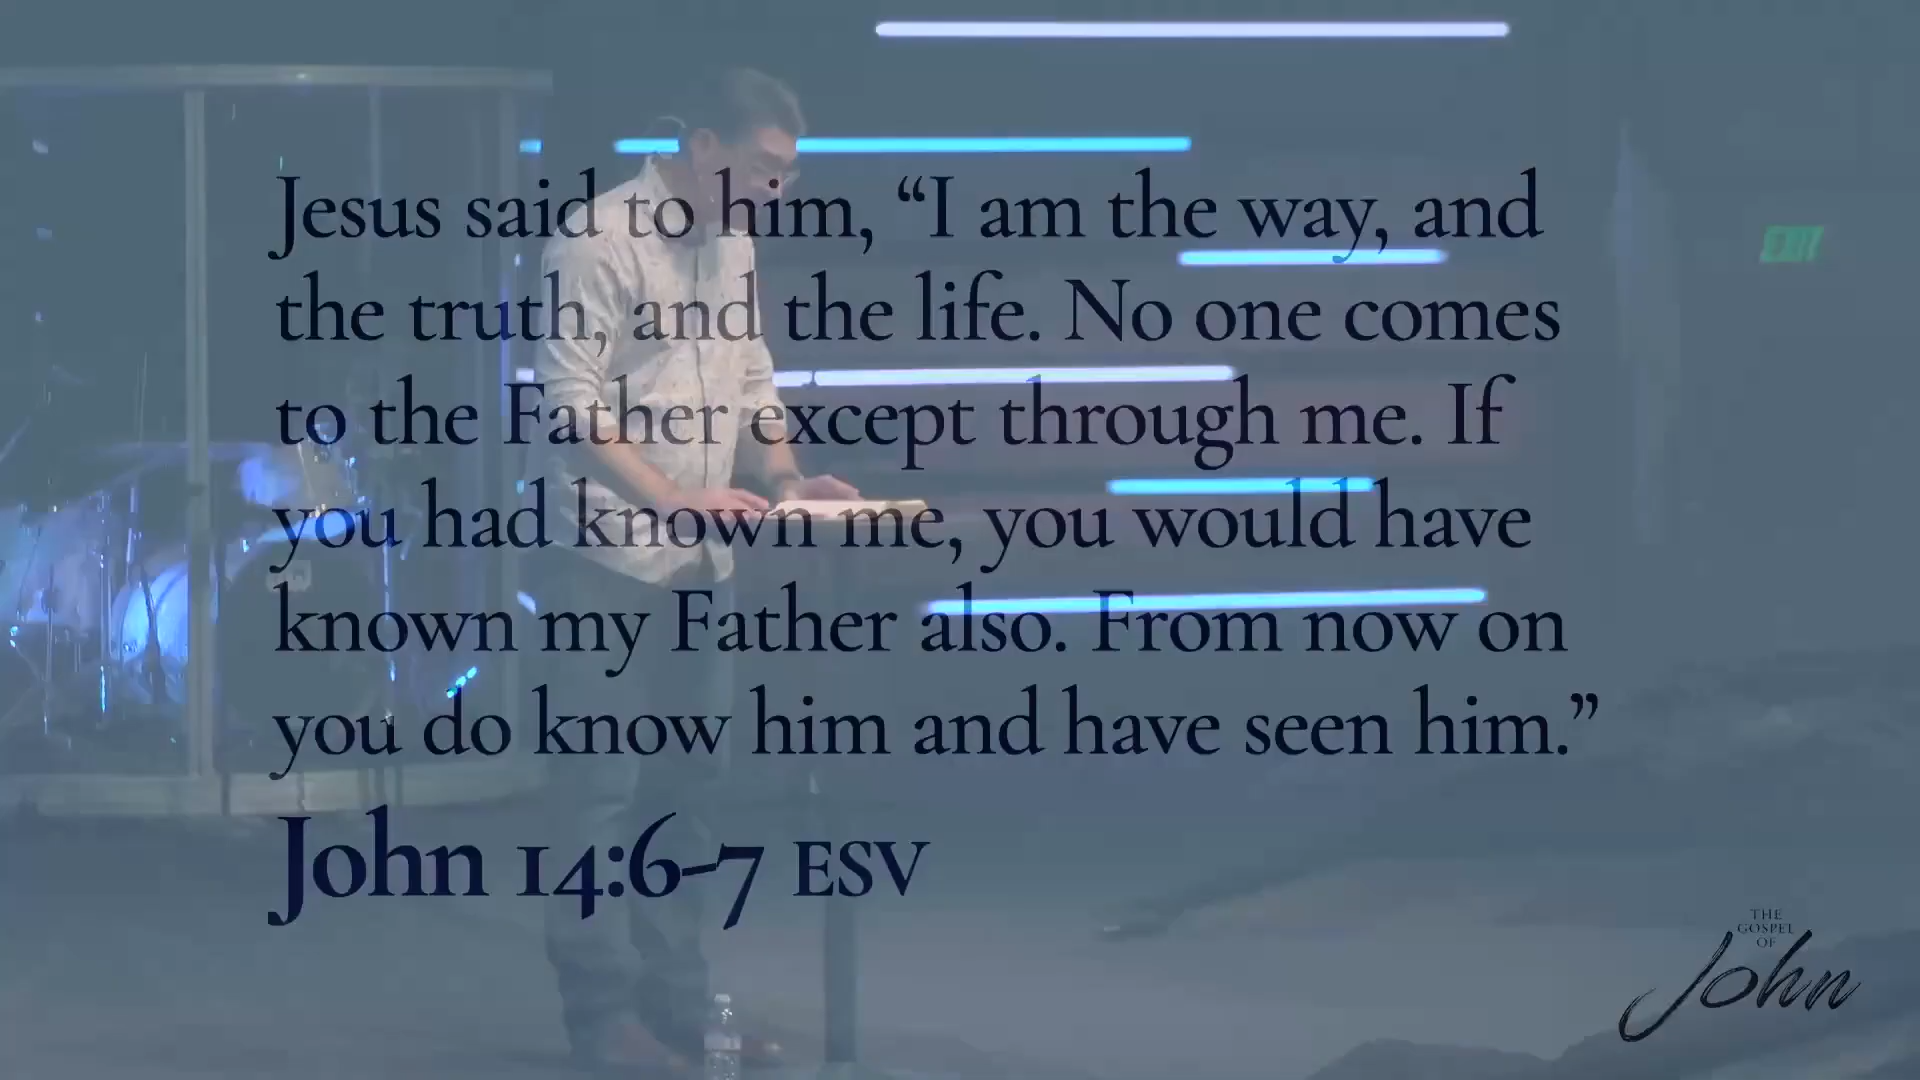 Jesus said to him, “I am the way, and
the truth, and the life. No one comes
to the Father except through me. If
you had known me, you would have
known my Father also. From now on
you do know him and have seen him.”
John 14:6-7 ESV
EXIT
THE
GOSPEL
OF
John